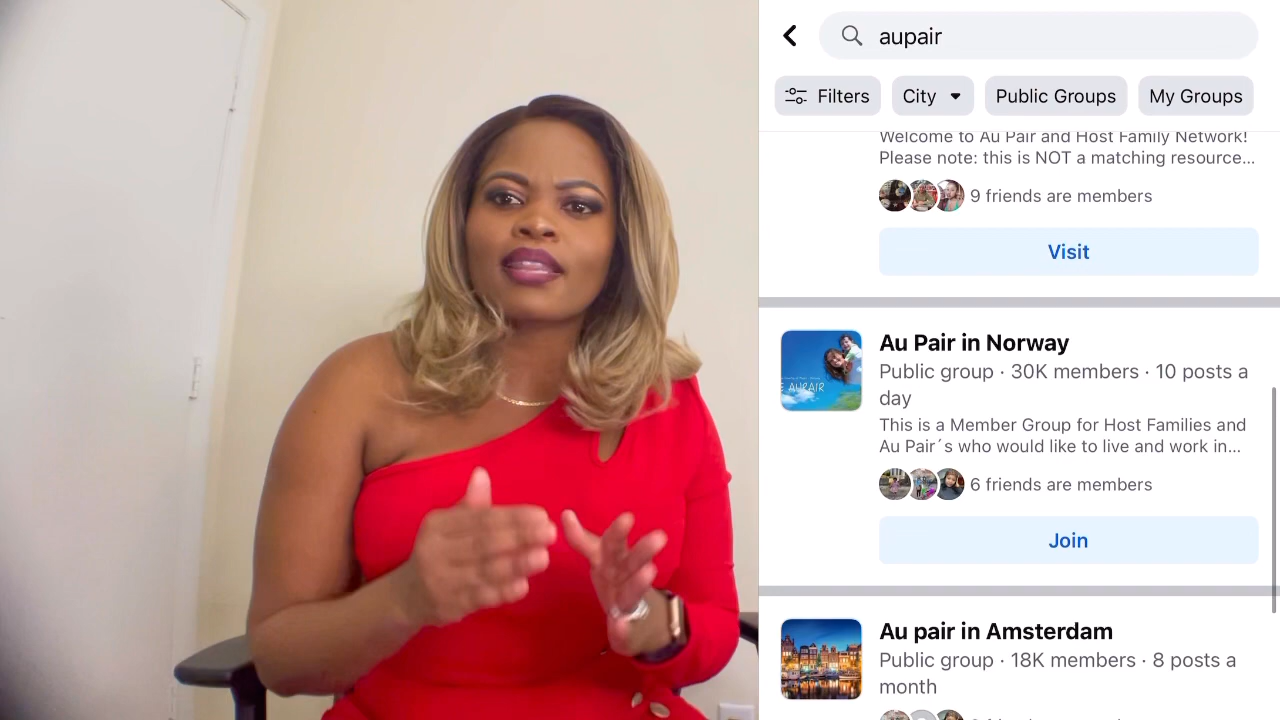 aupair
Filters
City
Public Groups
My Groups
Welcome to Au Pair and Host Family Network!
Please note: this is NOT a matching resource...
9 friends are members
Visit
Au Pair in Norway
Public group · 30K members · 10 posts a
day
This is a Member Group for Host Families and
Au Pair´s who would like to live and work in...
6 friends are members
Join
AUPAIR
Au pair in Amsterdam
Public group · 18K members · 8 posts a
month